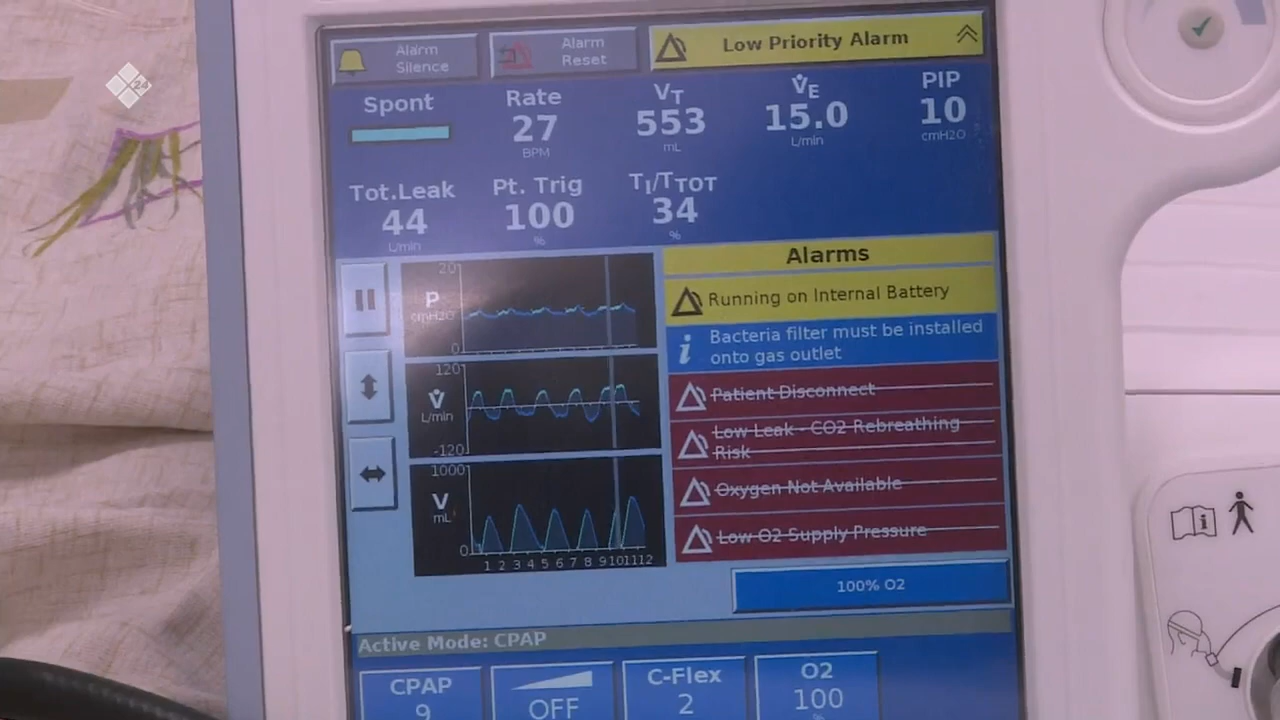 X24
Alarm
Silence
Alarm
Reset
Low Priority Alarm
Spont
Rate
27
BPM
VT
553
mL
V̇E
15.0
L/min
PIP
10
cmH2O
Tot.Leak
44
L/min
Pt. Trig
100
%
TI/TTOT
34
%
20
P
cmH2O
0
120
V̇
L/min
-120
1000
V
mL
0
1 2 3 4 5 6 7 8 9 10 11 12
Alarms
Running on Internal Battery
Bacteria filter must be installed
onto gas outlet
Patient Disconnect
Low Leak - CO2 Rebreathing
Risk
Oxygen Not Available
Low O2 Supply Pressure
100% O2
Active Mode: CPAP
CPAP
9
OFF
C-Flex
2
O2
100
%